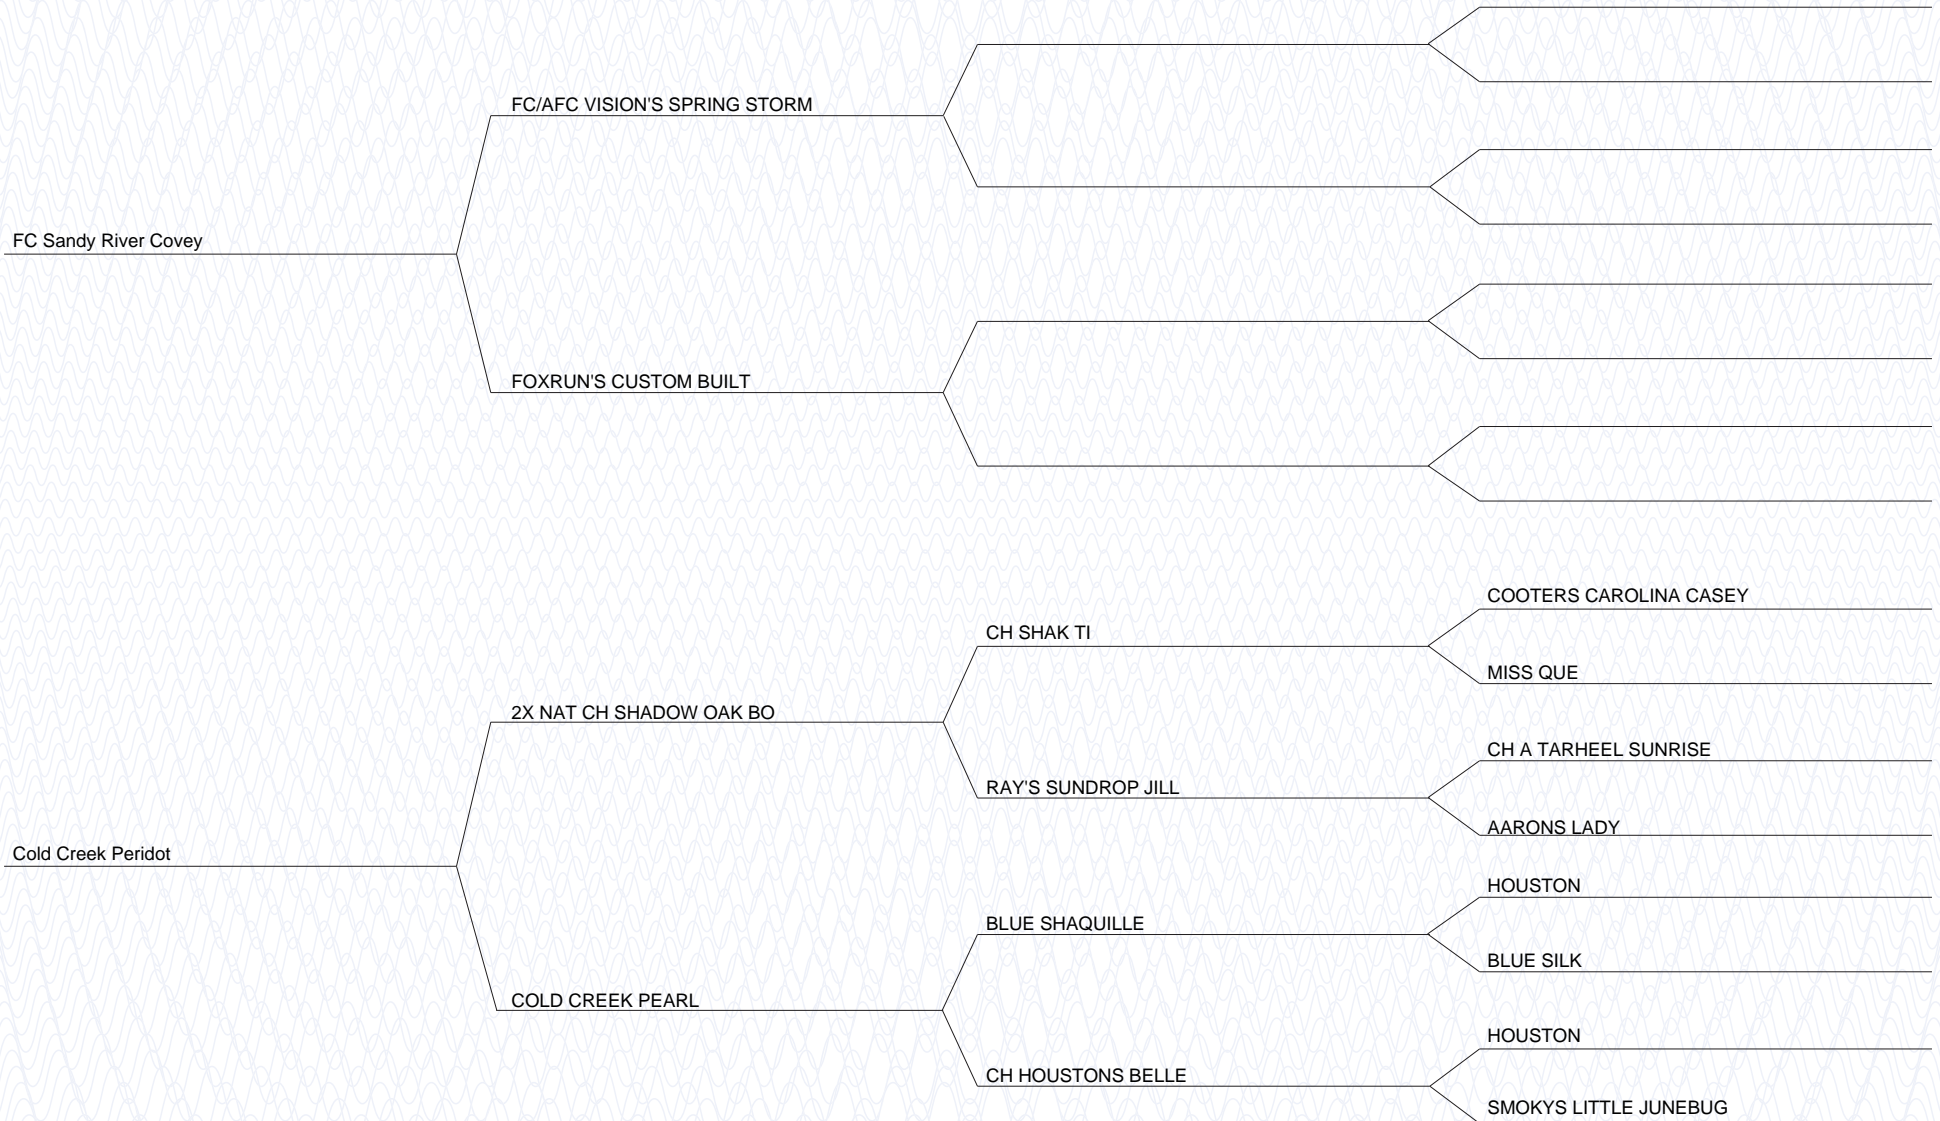 FC/AFC VISION'S SPRING STORM
FC Sandy River Covey
FOXRUN'S CUSTOM BUILT
COOTERS CAROLINA CASEY
CH SHAK TI
MISS QUE
2X NAT CH SHADOW OAK BO
CH A TARHEEL SUNRISE
RAY'S SUNDROP JILL
AARONS LADY
Cold Creek Peridot
HOUSTON
BLUE SHAQUILLE
BLUE SILK
COLD CREEK PEARL
HOUSTON
CH HOUSTONS BELLE
SMOKYS LITTLE JUNEBUG